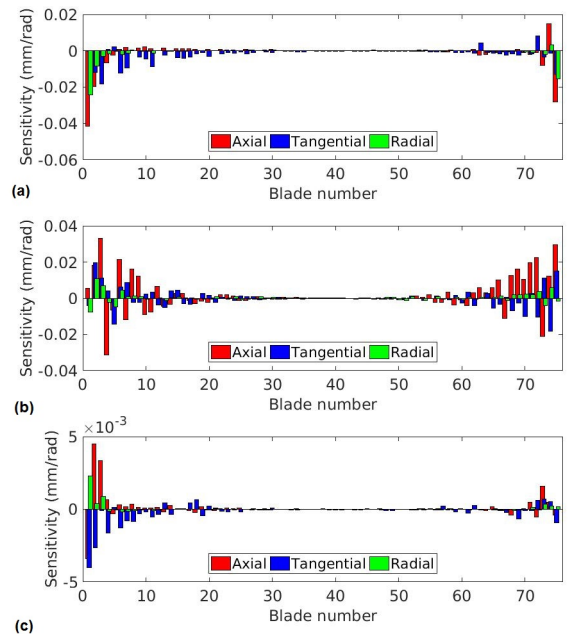 0.02
0
-0.02
-0.04
-0.06
Sensitivity (mm/rad)
Axial Tangential Radial
0 10 20 30 40 50 60 70
Blade number
(a)
0.04
0.02
0
-0.02
-0.04
Sensitivity (mm/rad)
Axial Tangential Radial
0 10 20 30 40 50 60 70
Blade number
(b)
×10-3
5
0
-5
Sensitivity (mm/rad)
Axial Tangential Radial
0 10 20 30 40 50 60 70
Blade number
(c)